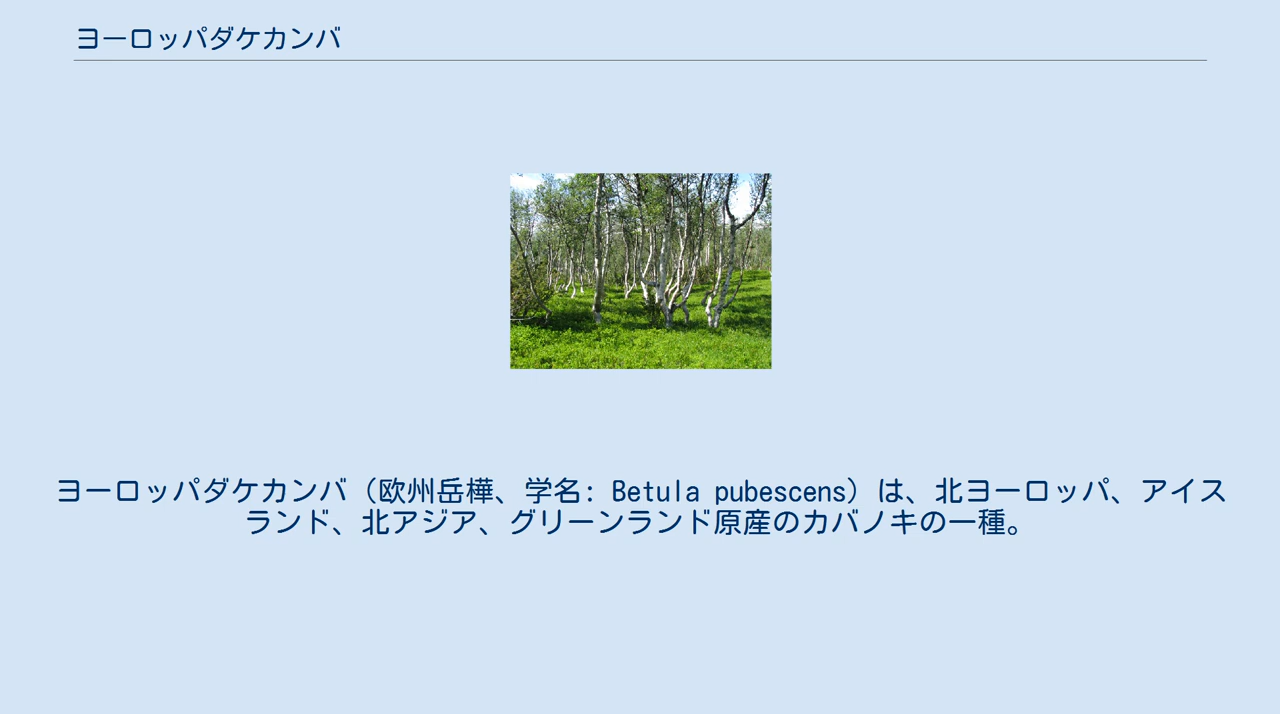 ヨーロッパダケカンバ
ヨーロッパダケカンバ（欧州岳樺、学名: Betula pubescens）は、北ヨーロッパ、アイス
ランド、北アジア、グリーンランド原産のカバノキの一種。